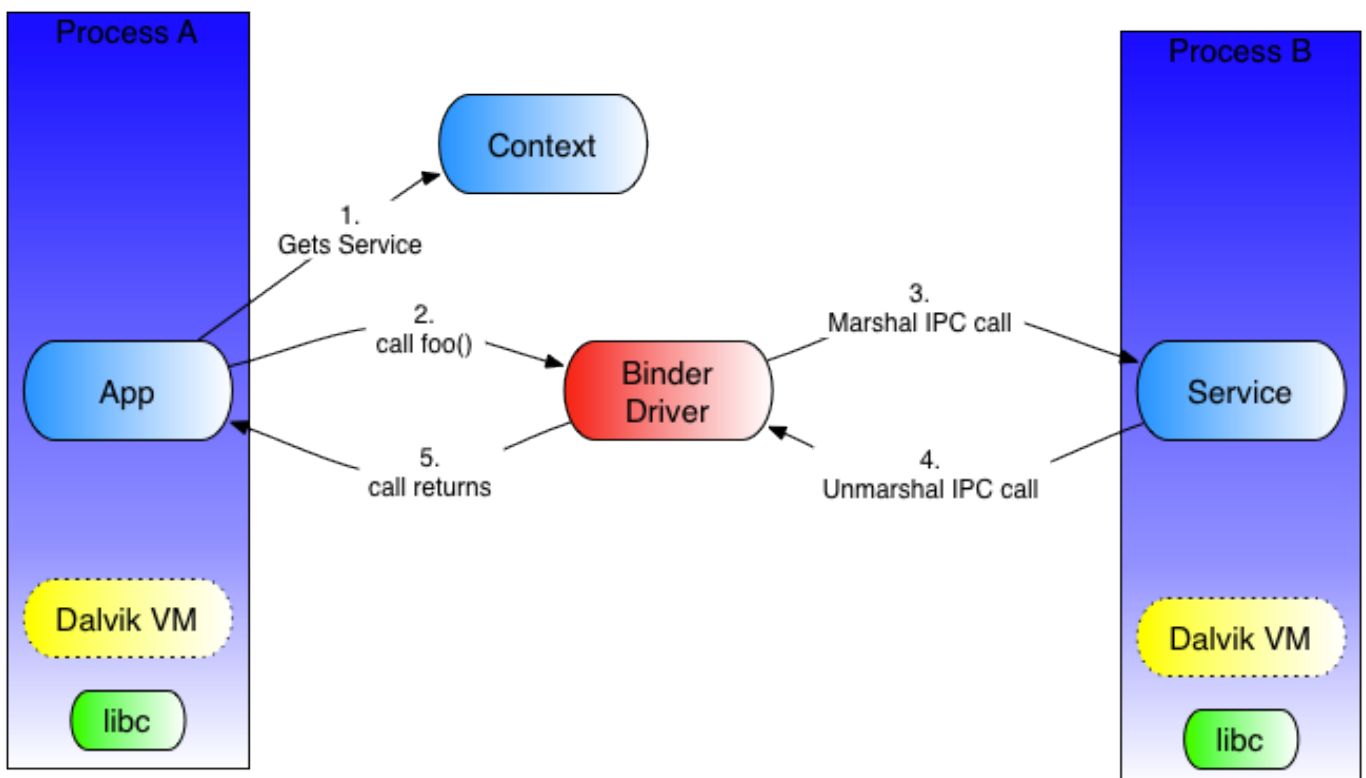 Process A
Process B
Context
1.
Gets Service
2.
call foo()
3.
Marshal IPC call
App
Binder
Driver
Service
5.
call returns
4.
Unmarshal IPC call
Dalvik VM
Dalvik VM
libc
libc